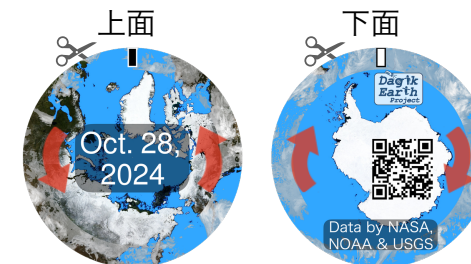 上面
下面
Oct. 28,
2024
Dagik
Earth
Project
Data by NASA,
NOAA & USGS